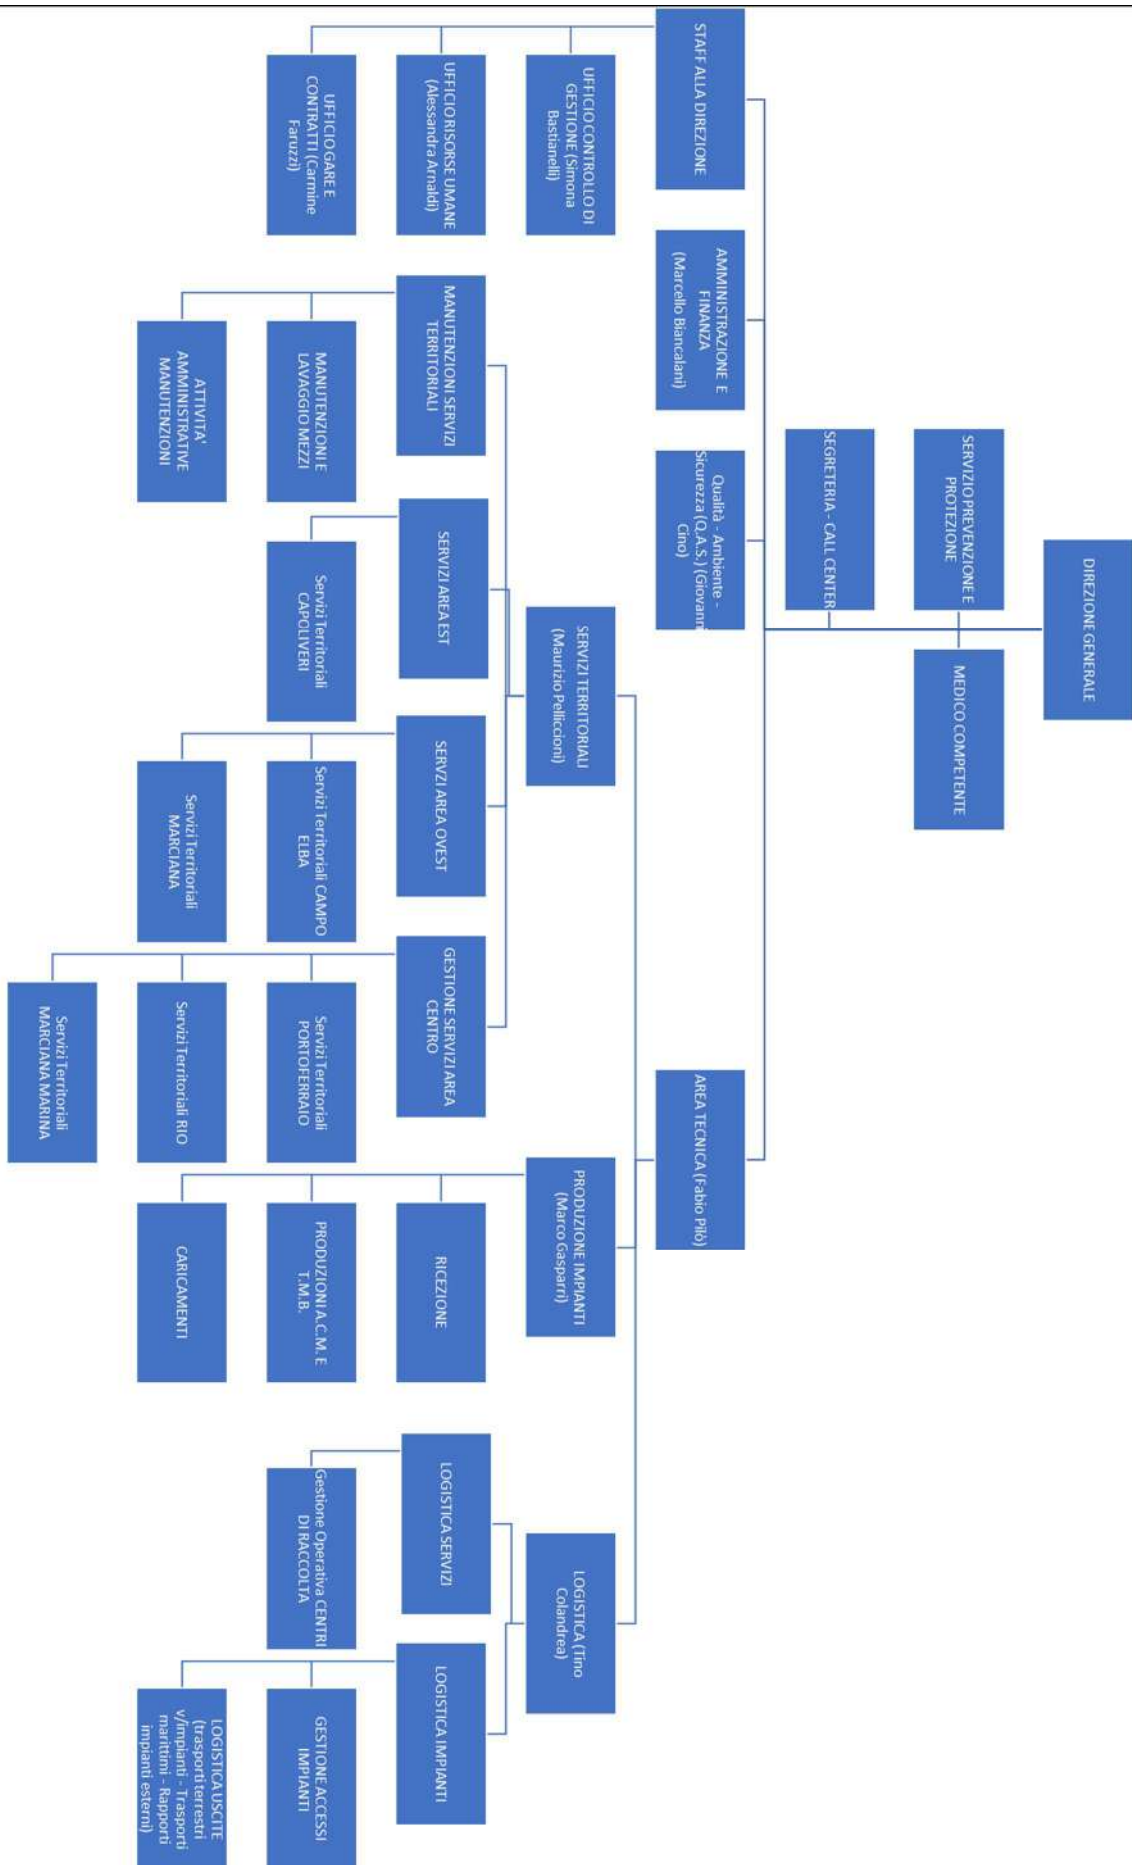 DIREZIONE GENERALE
SERVIZIO PREVENZIONE E
PROTEZIONE
MEDICO COMPETENTE
SEGRETERIA - CALL CENTER
STAFF ALLA DIREZIONE
AMMINISTRAZIONE E
FINANZA
(Marcello Biancalani)
Qualità - Ambiente -
Sicurezza (Q.A.S.) (Giovanni
Cino)
AREA TECNICA (Fabio Pilò)
UFFICIO CONTROLLO DI
GESTIONE (Simona
Bastianelli)
UFFICIO RISORSE UMANE
(Alessandra Arnaldi)
UFFICIO GARE E
CONTRATTI (Carmine
Faruzzi)
SERVIZI TERRITORIALI
(Maurizio Pelliccioni)
PRODUZIONE IMPIANTI
(Marco Gasparri)
LOGISTICA (Tino
Colandrea)
MANUTENZIONI SERVIZI
TERRITORIALI
MANUTENZIONI E
LAVAGGIO MEZZI
ATTIVITA'
AMMINISTRATIVE
MANUTENZIONI
SERVIZI AREA EST
Servizi Territoriali
CAPOLIVERI
SERVZI AREA OVEST
Servizi Territoriali CAMPO
ELBA
Servizi Territoriali
MARCIANA
GESTIONE SERVIZI AREA
CENTRO
Servizi Territoriali
PORTOFERRAIO
Servizi Territoriali RIO
Servizi Territoriali
MARCIANA MARINA
RICEZIONE
PRODUZIONI A.C.M. E
T.M.B.
CARICAMENTI
LOGISTICA SERVIZI
Gestione Operativa CENTRI
DI RACCOLTA
LOGISTICA IMPIANTI
GESTIONE ACCESSI
IMPIANTI
LOGISTICA USCITE
(trasporti terrestri
v/impianti - Trasporti
marittimi - Rapporti
impianti esterni)